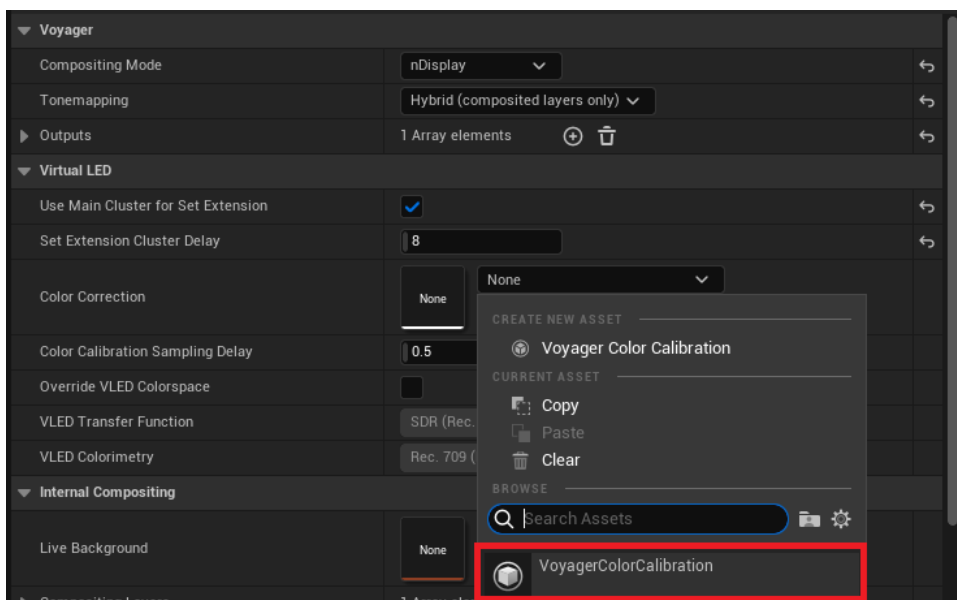 Voyager
Compositing Mode
nDisplay
Tonemapping
Hybrid (composited layers only)
Outputs
1 Array elements
Virtual LED
Use Main Cluster for Set Extension
Set Extension Cluster Delay
8
Color Correction
None
None
CREATE NEW ASSET
Voyager Color Calibration
CURRENT ASSET
Copy
Paste
Clear
BROWSE
Search Assets
VoyagerColorCalibration
Color Calibration Sampling Delay
0.5
Override VLED Colorspace
VLED Transfer Function
SDR (Rec.
VLED Colorimetry
Rec. 709 (
Internal Compositing
Live Background
None